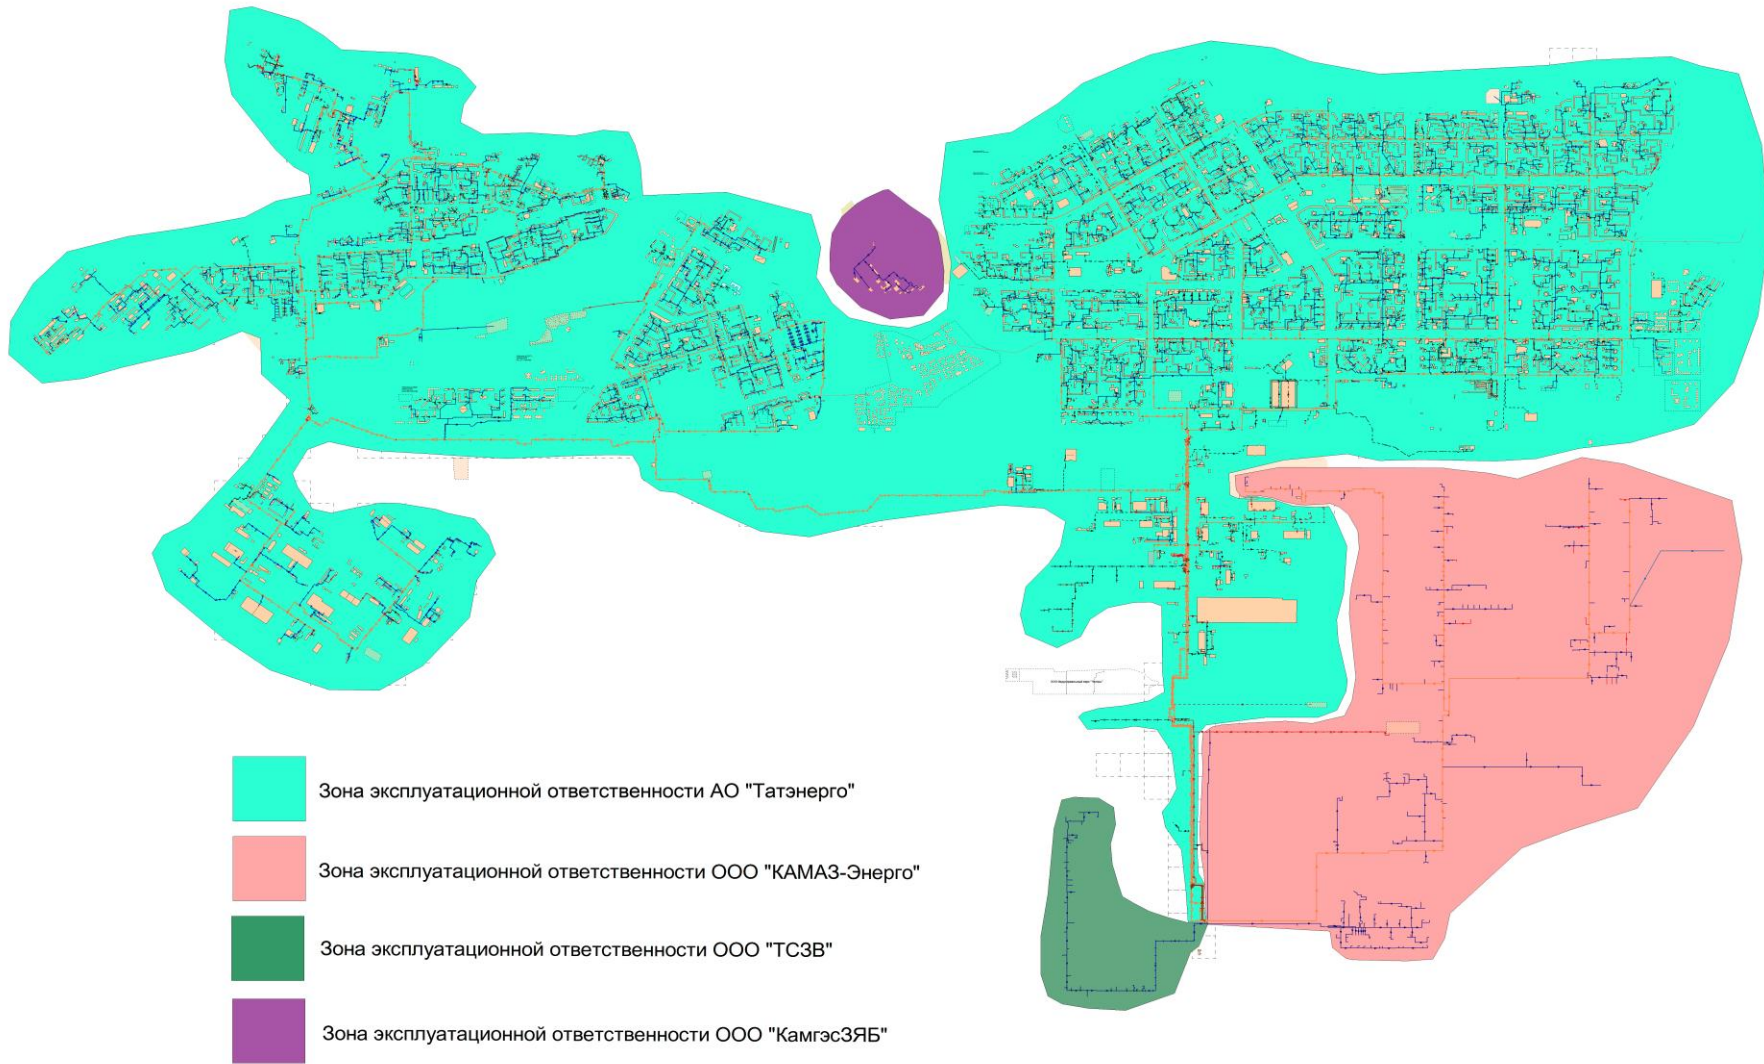 Зона эксплуатационной ответственности АО "Татэнерго"
Зона эксплуатационной ответственности ООО "КАМАЗ-Энерго"
Зона эксплуатационной ответственности ООО "ТСЗВ"
Зона эксплуатационной ответственности ООО "КамгэсЗЯБ"